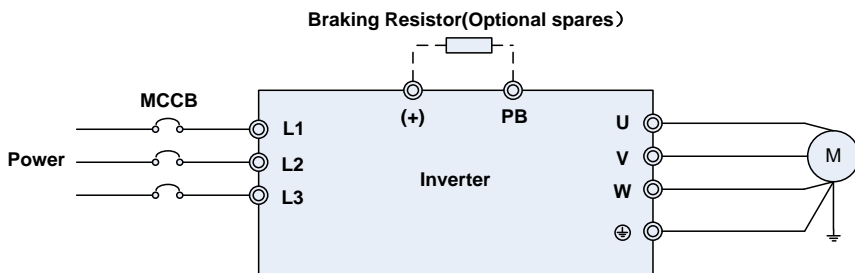 Braking Resistor(Optional spares）
MCCB
(+)
PB
L1
U
Power
L2
V
M
Inverter
L3
W